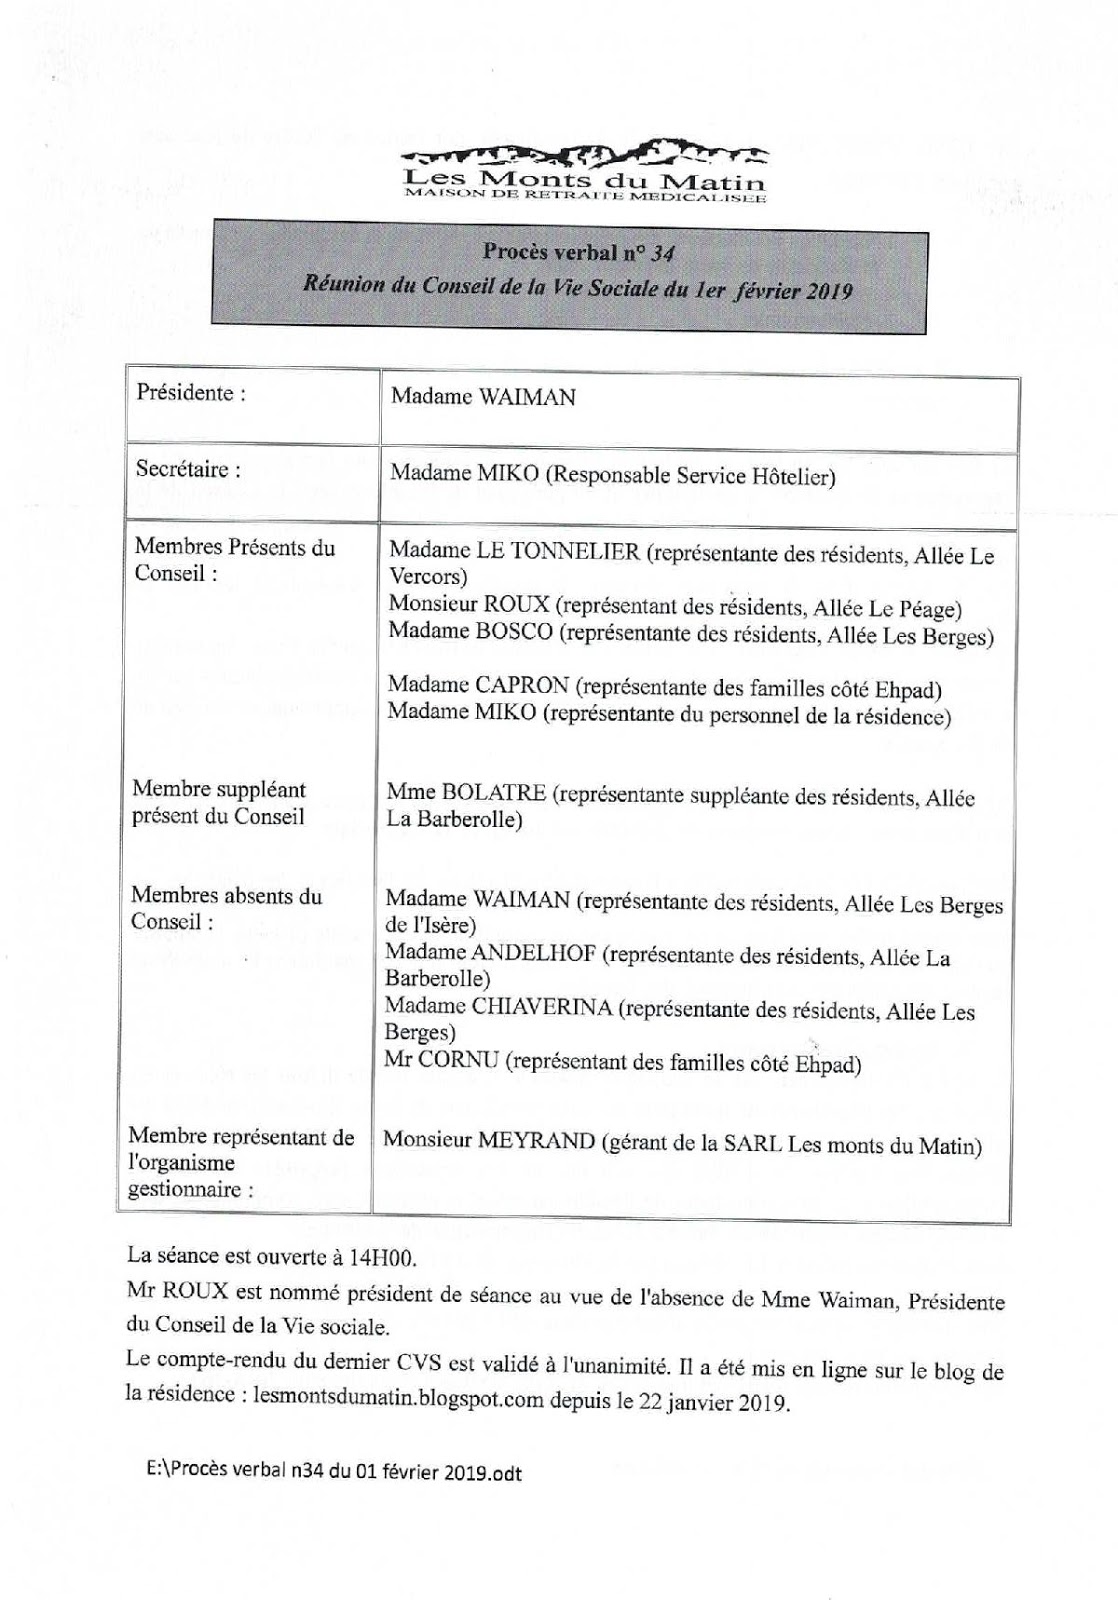 Les Monts du Matin
MAISON DE RETRAITE MEDICALISEE
Procès verbal n° 34
Réunion du Conseil de la Vie Sociale du 1er février 2019
Présidente :
Madame WAIMAN
Secrétaire :
Madame MIKO (Responsable Service Hôtelier)
Membres Présents du
Conseil :
Madame LE TONNELIER (représentante des résidents, Allée Le
Vercors)
Monsieur ROUX (représentant des résidents, Allée Le Péage)
Madame BOSCO (représentante des résidents, Allée Les Berges)
Madame CAPRON (représentante des familles côté Ehpad)
Madame MIKO (représentante du personnel de la résidence)
Membre suppléant
présent du Conseil
Mme BOLATRE (représentante suppléante des résidents, Allée
La Barberolle)
Membres absents du
Conseil :
Madame WAIMAN (représentante des résidents, Allée Les Berges
de l'Isère)
Madame ANDELHOF (représentante des résidents, Allée La
Barberolle)
Madame CHIAVERINA (représentante des résidents, Allée Les
Berges)
Mr CORNU (représentant des familles côté Ehpad)
Membre représentant de
l'organisme
gestionnaire :
Monsieur MEYRAND (gérant de la SARL Les monts du Matin)
La séance est ouverte à 14H00.
Mr ROUX est nommé président de séance au vue de l'absence de Mme Waiman, Présidente
du Conseil de la Vie sociale.
Le compte-rendu du dernier CVS est validé à l'unanimité. Il a été mis en ligne sur le blog de
la résidence : lesmontsdumatin.blogspot.com depuis le 22 janvier 2019.
E:\Procès verbal n34 du 01 février 2019.odt